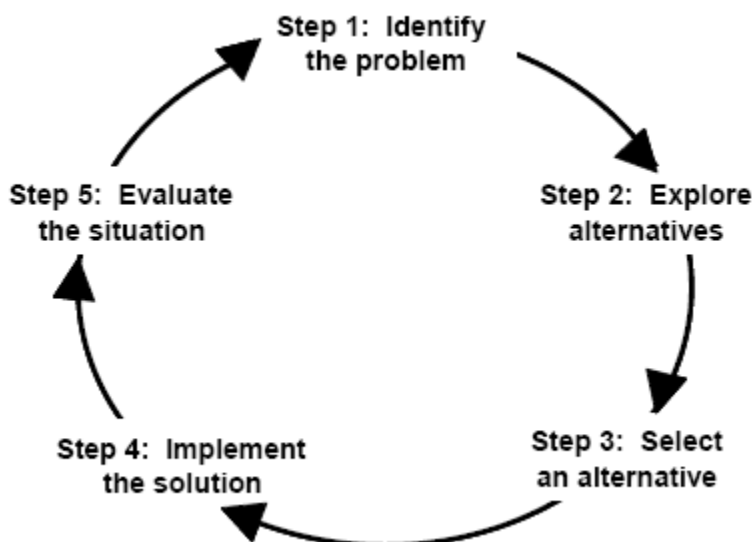 Step 1: Identify
the problem
Step 2: Explore
alternatives
Step 3: Select
an alternative
Step 4: Implement
the solution
Step 5: Evaluate
the situation